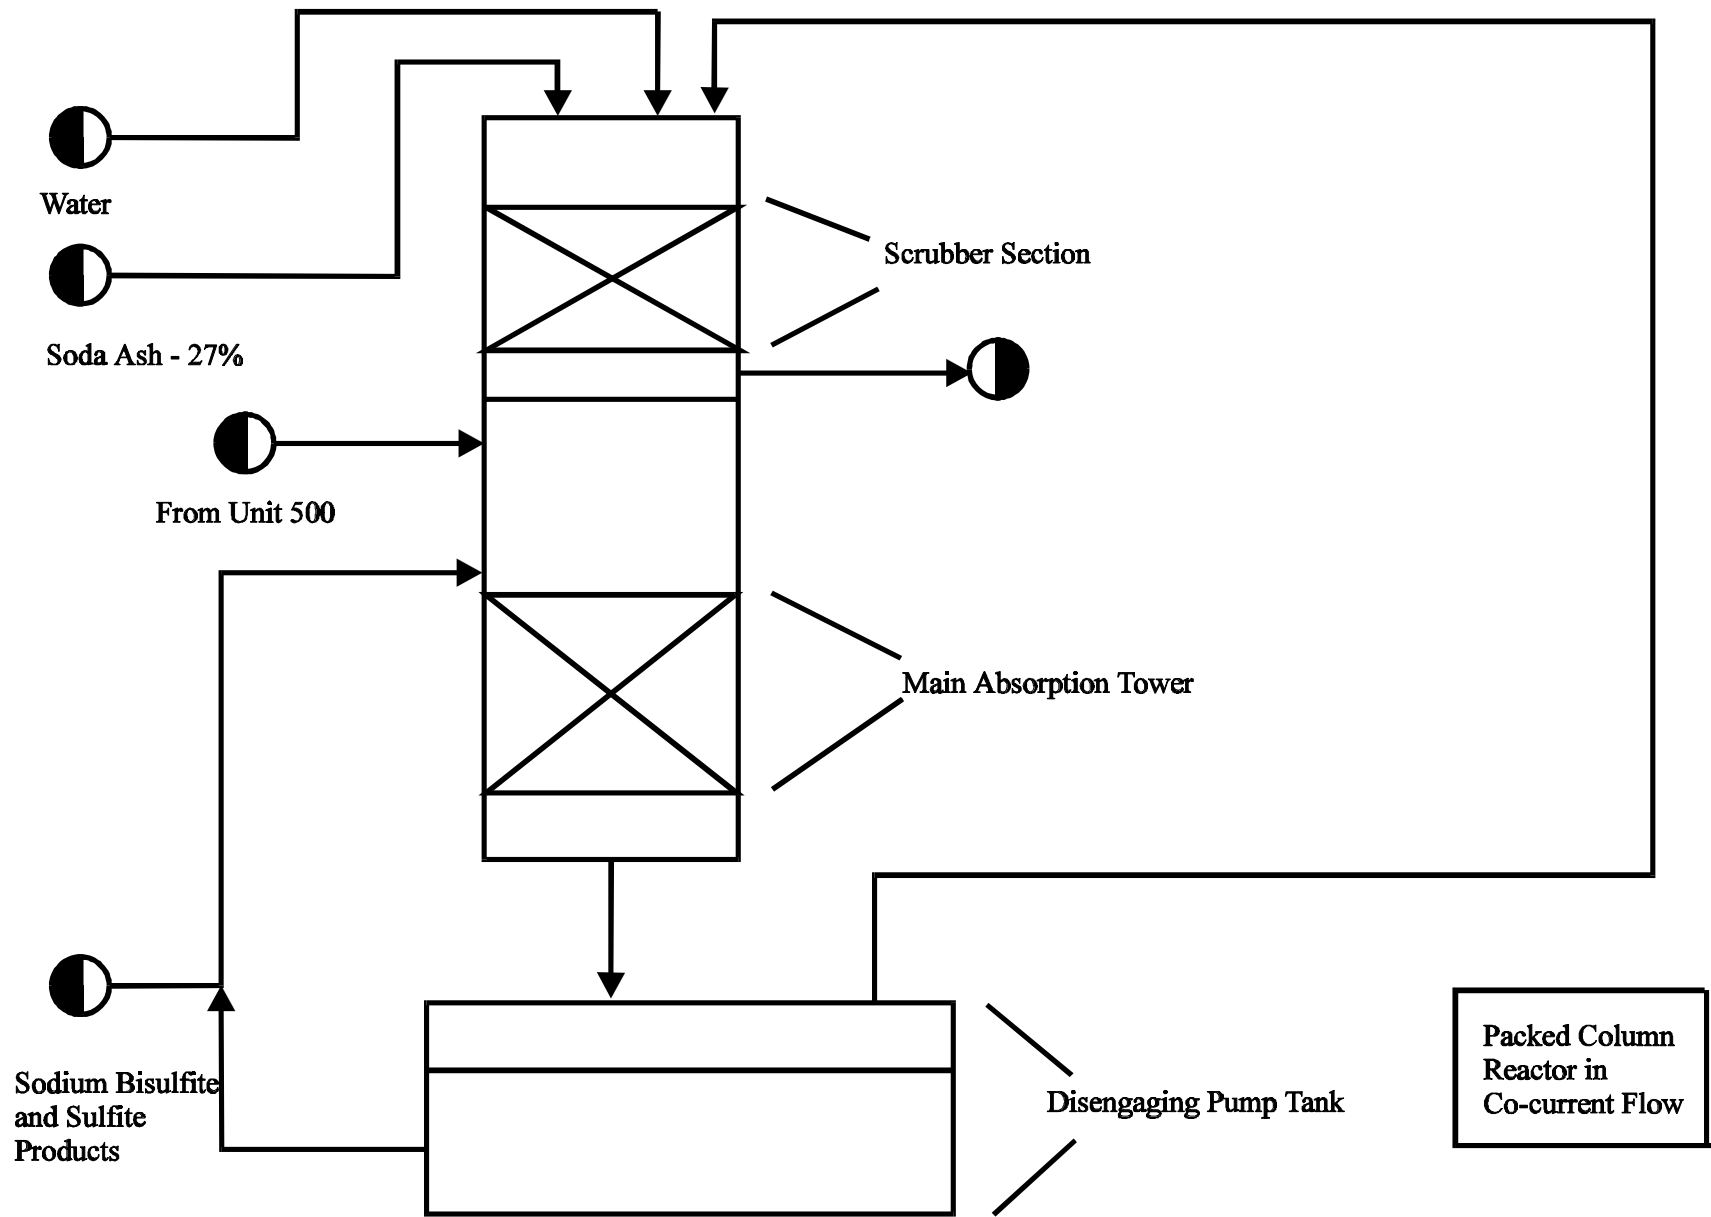 Water
Scrubber Section
Soda Ash - 27%
From Unit 500
Main Absorption Tower
Sodium Bisulfite
and Sulfite
Products
Disengaging Pump Tank
Packed Column
Reactor in
Co-current Flow